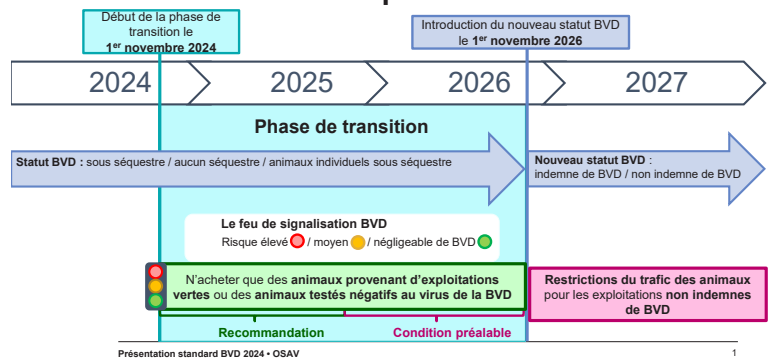 Début de la phase de
transition le
1er novembre 2024
Introduction du nouveau statut BVD
le 1er novembre 2026
2024
2025
2026
2027
Phase de transition
Statut BVD : sous séquestre / aucun séquestre / animaux individuels sous séquestre
Nouveau statut BVD :
indemne de BVD / non indemne de BVD
Le feu de signalisation BVD
Risque élevé / moyen / négligeable de BVD
N'acheter que des animaux provenant d'exploitations
vertes ou des animaux testés négatifs au virus de la BVD
Restrictions du trafic des animaux
pour les exploitations non indemnes
de BVD
Recommandation
Condition préalable
Présentation standard BVD 2024 • OSAV
1